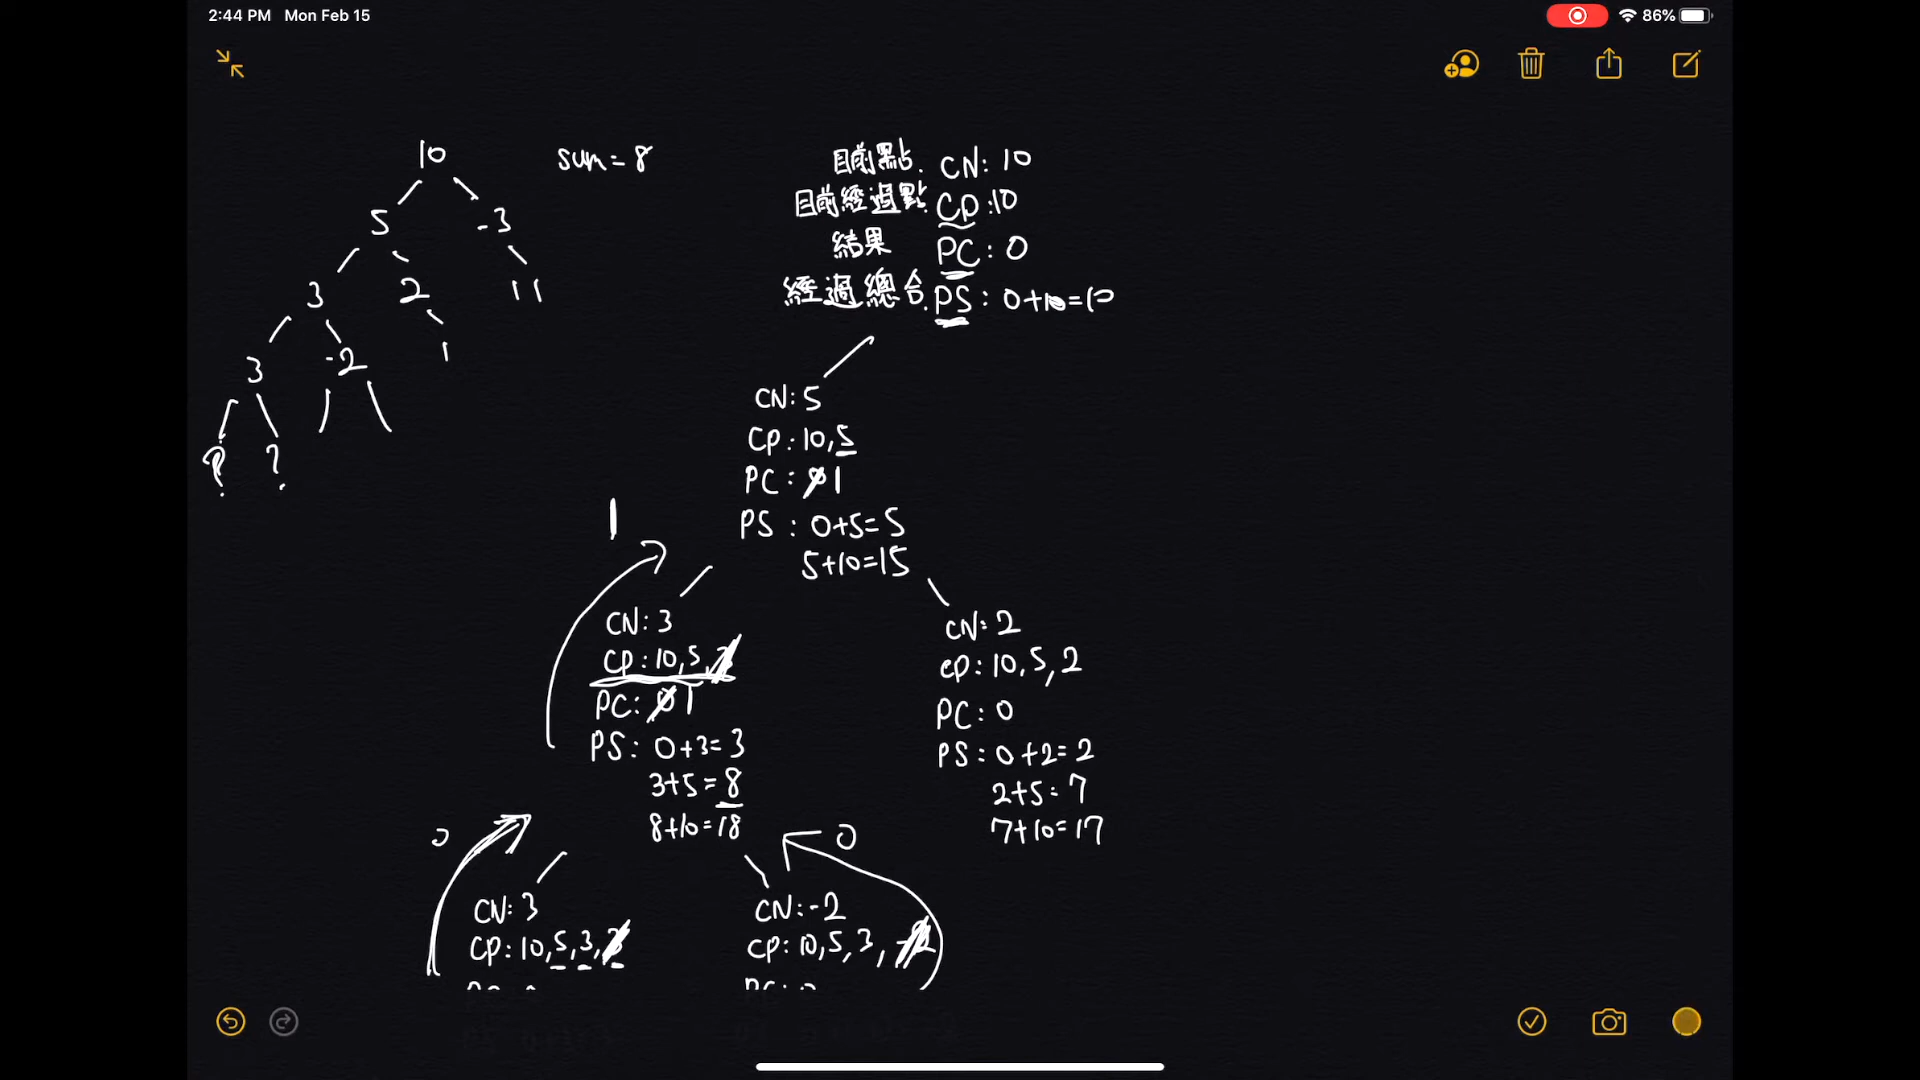 2:44 PM Mon Feb 15
86%
10
sum = 8
5
-3
3
2
11
3
-2
1
?
?
目前點. CN: 10
目前經過點. CP: 10
結果 PC: 0
經過總合. PS: 0+10=10
CN: 5
CP: 10,5
PC: 0 1
PS: 0+5=5
5+10=15
1
CN: 3
CP: 10,5,3
PC: 0 1
PS: 0+3=3
3+5=8
8+10=18
CN: 2
CP: 10,5,2
PC: 0
PS: 0+2=2
2+5=7
7+10=17
0
0
CN: 3
CP: 10,5,3,3
CN: -2
CP: 10,5,3,-2